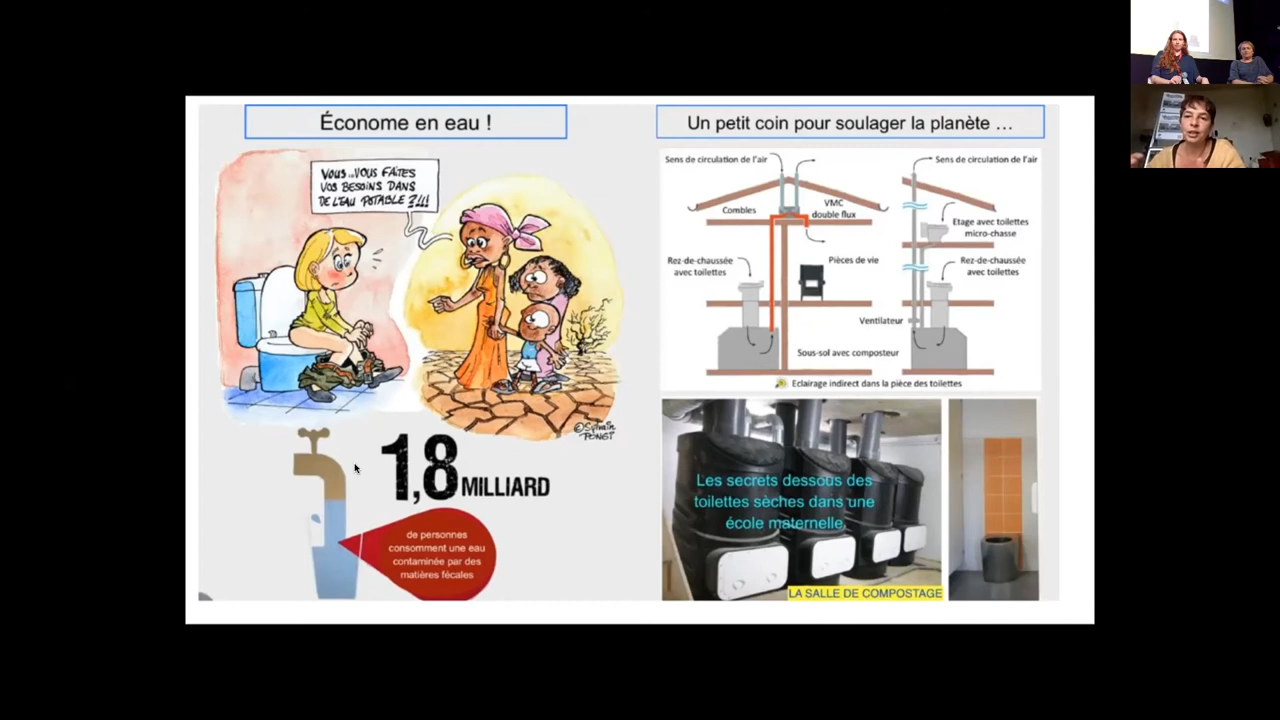 Économe en eau !
VOUS...VOUS FAÎTES
VOS BESOINS DANS
DE L'EAU POTABLE ?!!!
©Sylvain
PONGI
1,8 MILLIARD
de personnes
consomment une eau
contaminée par des
matières fécales
Un petit coin pour soulager la planète ...
Sens de circulation de l'air
Combles
VMC
double flux
Rez-de-chaussée
avec toilettes
Pièces de vie
Sous-sol avec composteur
Sens de circulation de l'air
Etage avec toilettes
micro-chasse
Rez-de-chaussée
avec toilettes
Ventilateur
Eclairage indirect dans la pièce des toilettes
Les secrets dessous des
toilettes sèches dans une
école maternelle
LA SALLE DE COMPOSTAGE